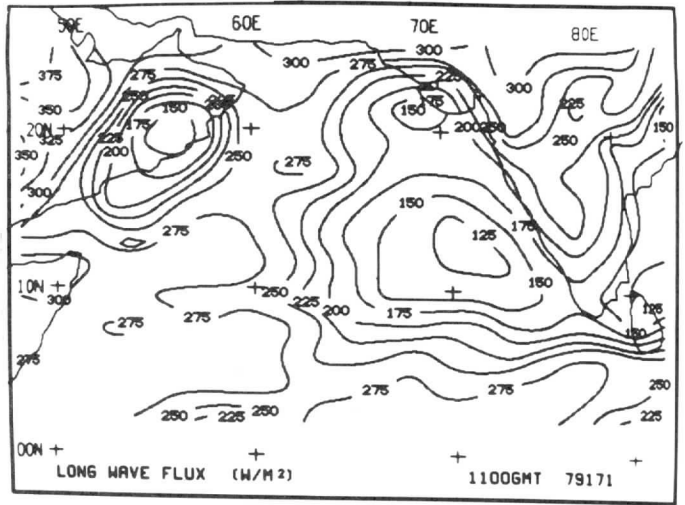 50E 60E 70E 80E
300 300
375 275 275 225 300
350 250 150 225
20N 175 225 150 200 250 250 150
325 200 250
350 275
300 150
275 125 175
150
10N 250 225 200 175 125
300 150
275 275
275
275 275 250
250 225 250 225
00N
LONG WAVE FLUX (W/M²) 1100GMT 79171